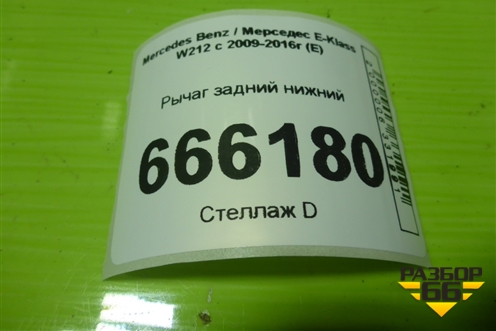 Mercedes Benz / Мерседес E-Klass
W212 с 2009-2016г (E)
Рычаг задний нижний
666180
Стеллаж D
РАЗБОР
66